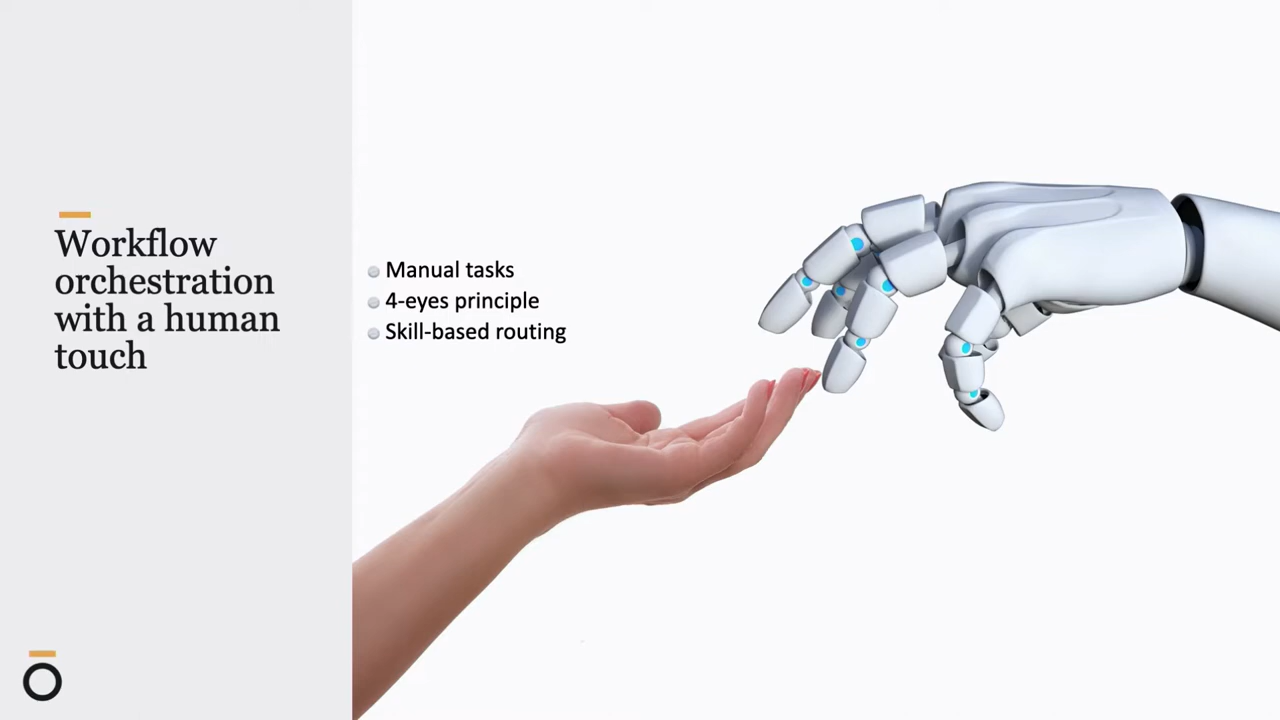 Workflow
orchestration
with a human
touch
Manual tasks
4-eyes principle
Skill-based routing